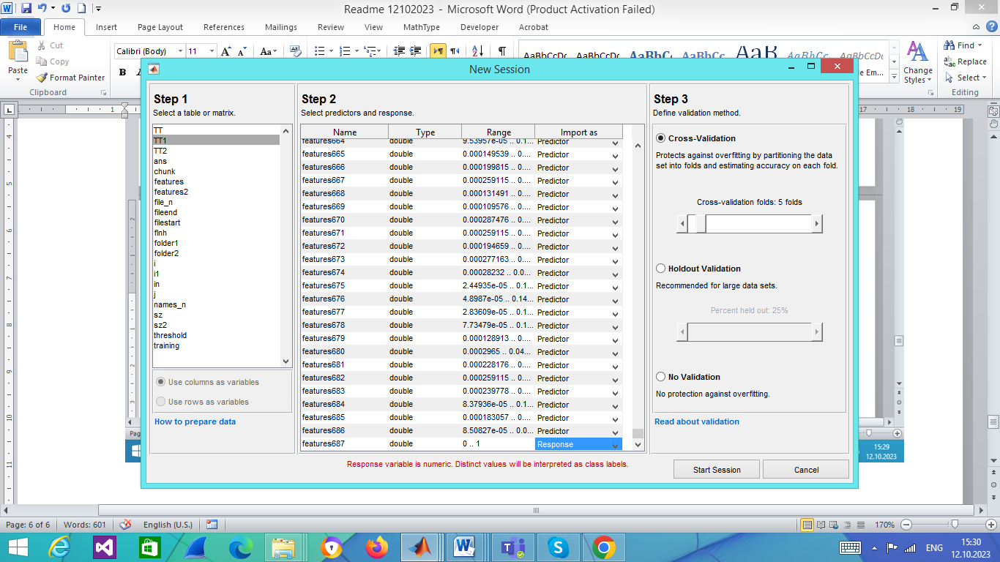 Readme 12102023 - Microsoft Word (Product Activation Failed)
File Home Insert Page Layout References Mailings Review View MathType Developer Acrobat
Paste
Cut
Copy
Format Painter
Clipboard
Calibri (Body) 11
B
AaBbCcDc AaBbCcDc
Change Styles
Find
Replace
Select
Editing
New Session
Step 1
Select a table or matrix.
TT
TT1
TT2
ans
chunk
features
features2
file_n
fileend
filestart
flnh
folder1
folder2
i
i1
in
j
names_n
sz
sz2
threshold
training
Use columns as variables
Use rows as variables
How to prepare data
Step 2
Select predictors and response.
Name Type Range Import as
features664 double 9.53957e-05 .. 0.1... Predictor
features665 double 0.000149539 .. 0.... Predictor
features666 double 0.000199815 .. 0.... Predictor
features667 double 0.000259115 .. 0.... Predictor
features668 double 0.000131491 .. 0.... Predictor
features669 double 0.000109576 .. 0.... Predictor
features670 double 0.000287476 .. 0.... Predictor
features671 double 0.000259115 .. 0.... Predictor
features672 double 0.000194659 .. 0.... Predictor
features673 double 0.000277163 .. 0.... Predictor
features674 double 0.00028232 .. 0.0... Predictor
features675 double 2.44935e-05 .. 0.1... Predictor
features676 double 4.8987e-05 .. 0.14... Predictor
features677 double 2.83609e-05 .. 0.1... Predictor
features678 double 7.73479e-05 .. 0.1... Predictor
features679 double 0.000128913 .. 0.... Predictor
features680 double 0.0002965 .. 0.04... Predictor
features681 double 0.000228176 .. 0.... Predictor
features682 double 0.000259115 .. 0.... Predictor
features683 double 0.000239778 .. 0.... Predictor
features684 double 8.37936e-05 .. 0.1... Predictor
features685 double 0.000183057 .. 0.... Predictor
features686 double 8.50827e-05 .. 0.0... Predictor
features687 double 0 .. 1 Response
Response variable is numeric. Distinct values will be interpreted as class labels.
Step 3
Define validation method.
Cross-Validation
Protects against overfitting by partitioning the data
set into folds and estimating accuracy on each fold.
Cross-validation folds: 5 folds
Holdout Validation
Recommended for large data sets.
Percent held out: 25%
No Validation
No protection against overfitting.
Read about validation
Start Session Cancel
15:29
12.10.2023
Page: 6 of 6 Words: 601 English (U.S.) 170%
ENG
15:30
12.10.2023